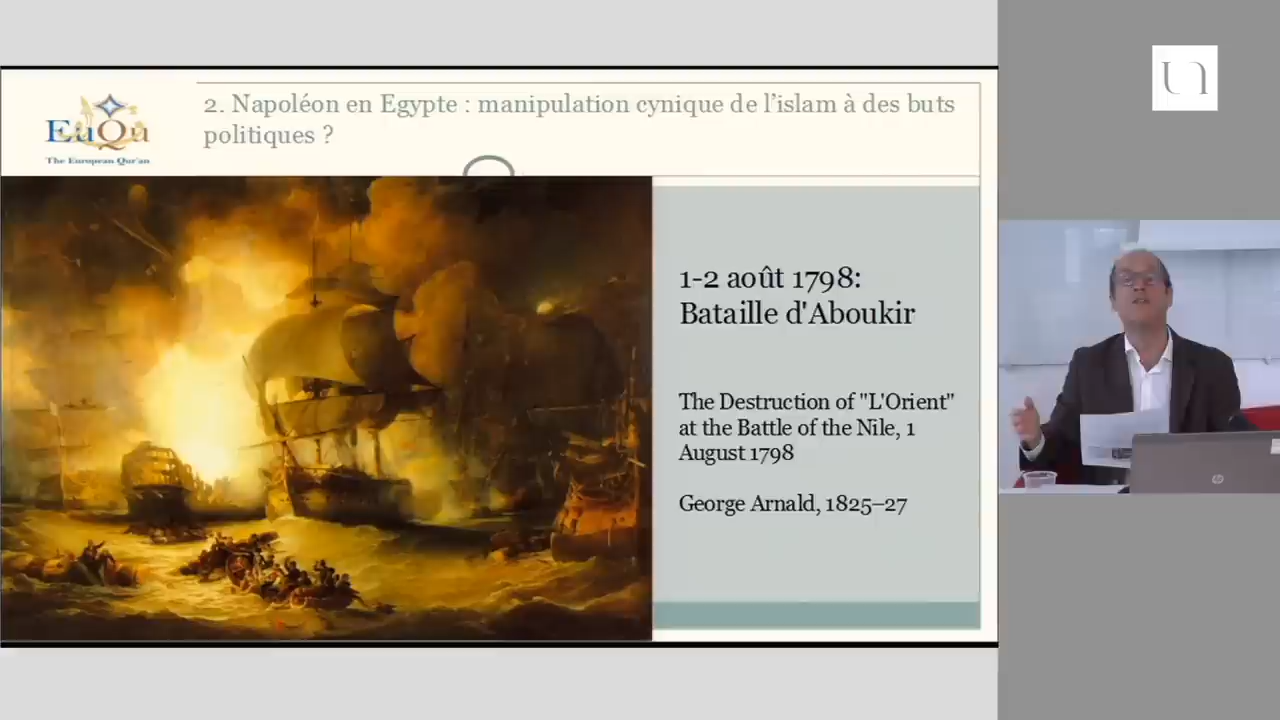 2. Napoléon en Egypte : manipulation cynique de l'islam à des buts
politiques ?
EuQu
The European Qur'an
1-2 août 1798:
Bataille d'Aboukir
The Destruction of "L'Orient"
at the Battle of the Nile, 1
August 1798
George Arnald, 1825–27
hp